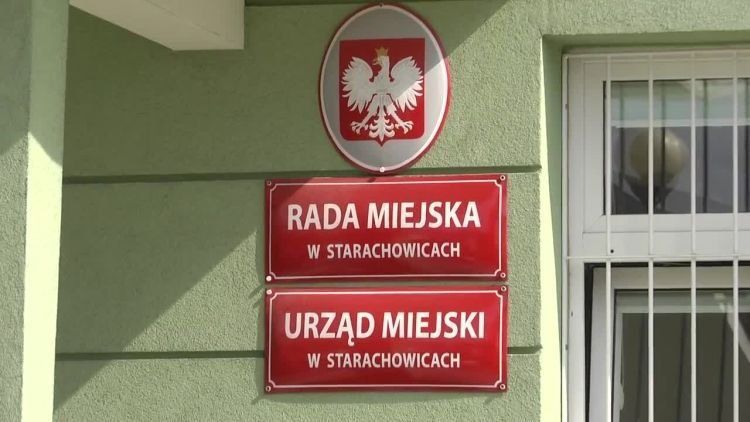 RADA MIEJSKA
W STARACHOWICACH
URZĄD MIEJSKI
W STARACHOWICACH